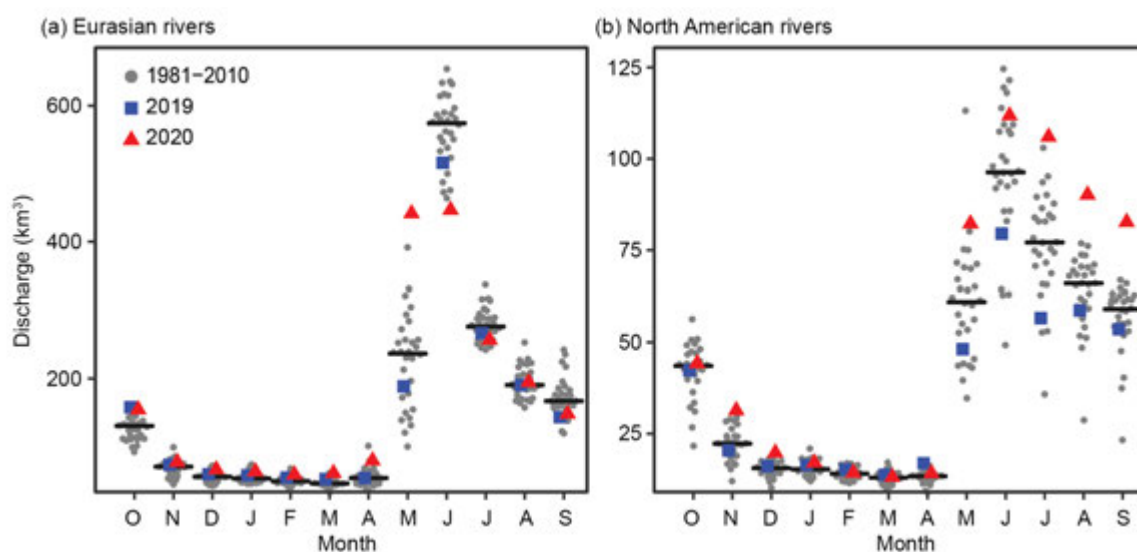 (a) Eurasian rivers
(b) North American rivers
1981−2010
2019
2020
Discharge (km³)
600
400
200
O N D J F M A M J J A S
Month
125
100
75
50
25
O N D J F M A M J J A S
Month